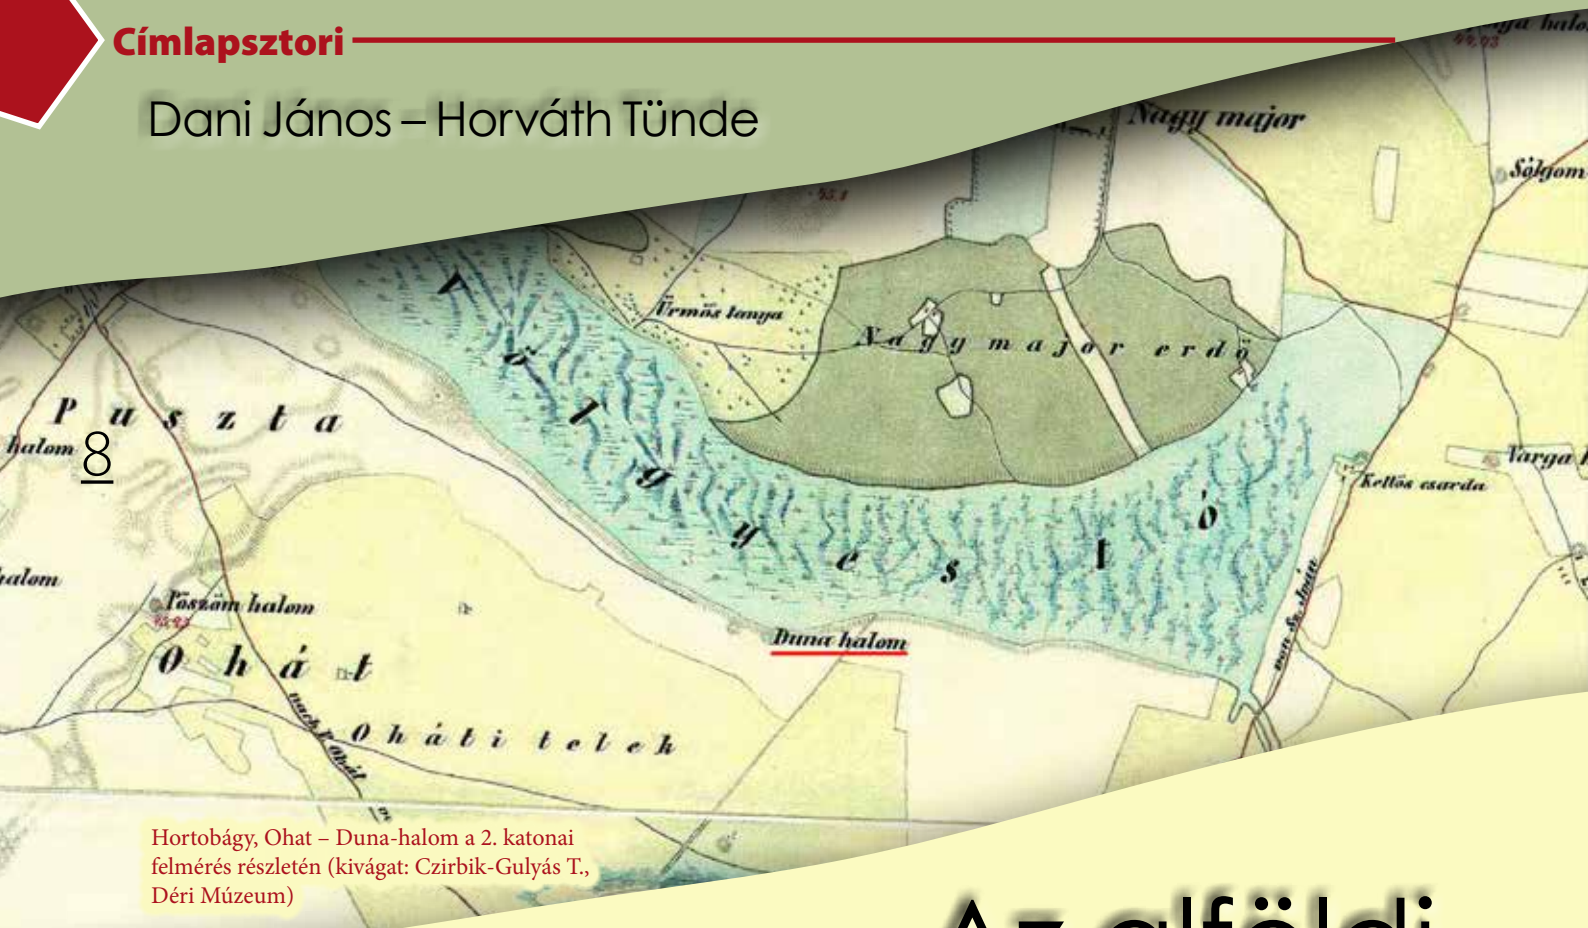 Címlapsztori
Dani János – Horváth Tünde
Nagy major
Sólgom
Ürmös tanya
Nagy major erdő
Puszta
halom
8
Völgyes tó
Varga
Kettős csarda
halom
Pöszöm halom
Duna halom
Ohát
Oháti telek
Hortobágy, Ohat – Duna-halom a 2. katonai
felmérés részletén (kivágat: Czirbik-Gulyás T.,
Déri Múzeum)
Az alföldi